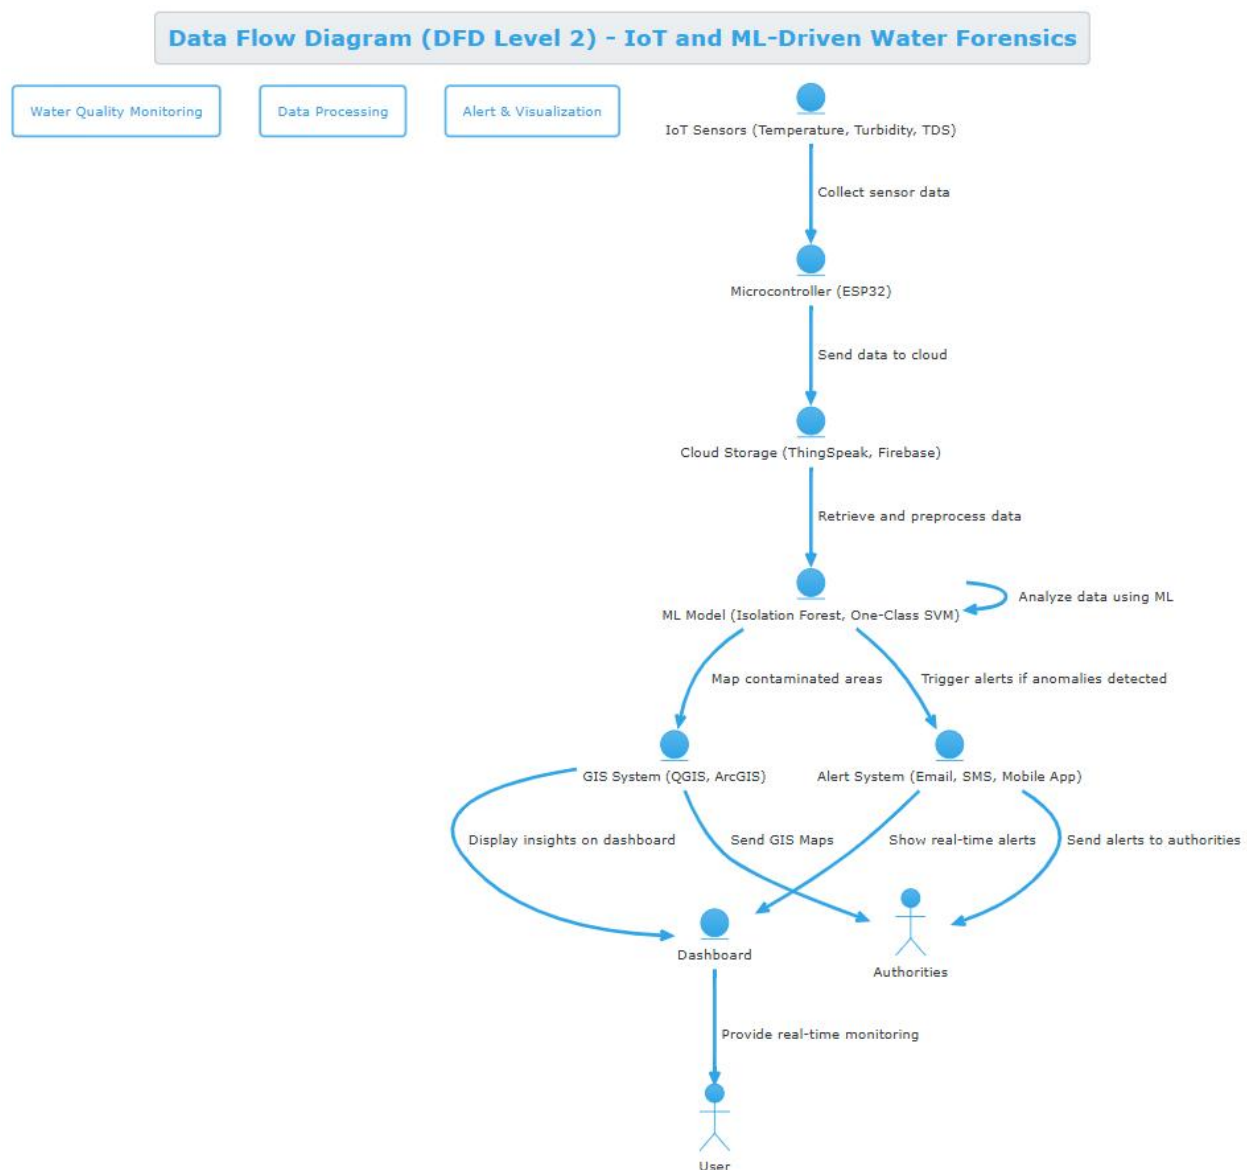 Data Flow Diagram (DFD Level 2) - IoT and ML-Driven Water Forensics
Water Quality Monitoring
Data Processing
Alert & Visualization
IoT Sensors (Temperature, Turbidity, TDS)
Collect sensor data
Microcontroller (ESP32)
Send data to cloud
Cloud Storage (ThingSpeak, Firebase)
Retrieve and preprocess data
ML Model (Isolation Forest, One-Class SVM)
Analyze data using ML
Map contaminated areas
Trigger alerts if anomalies detected
GIS System (QGIS, ArcGIS)
Alert System (Email, SMS, Mobile App)
Display insights on dashboard
Send GIS Maps
Show real-time alerts
Send alerts to authorities
Dashboard
Authorities
Provide real-time monitoring
User